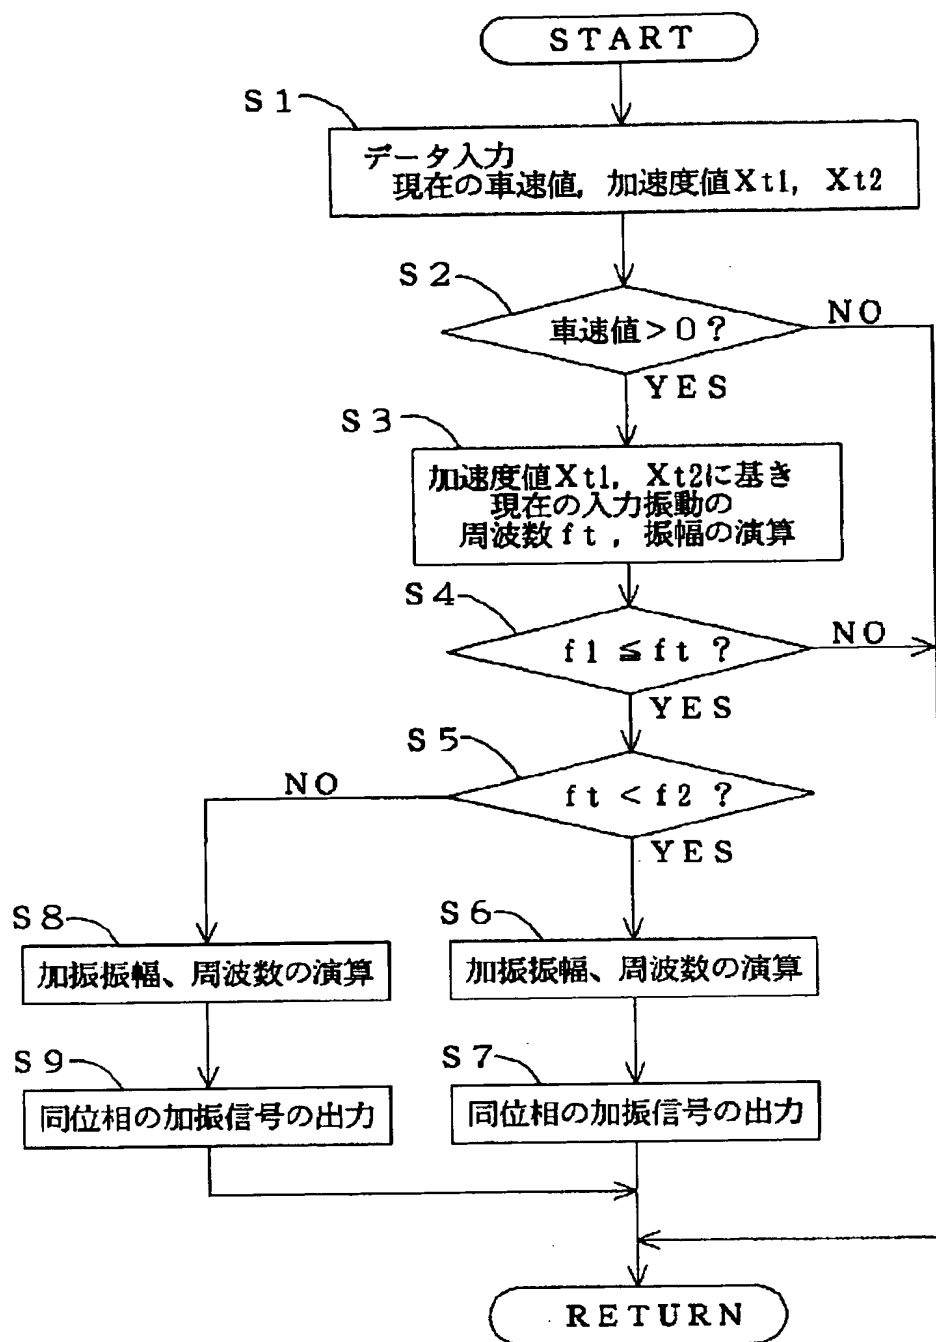 START
S1
データ入力
現在の車速値, 加速度値Xt1, Xt2
S2
車速値>0?
NO
YES
S3
加速度値Xt1, Xt2に基き
現在の入力振動の
周波数ft, 振幅の演算
S4
f1≦ft?
NO
YES
S5
NO
ft<f2?
YES
S8
加振振幅、周波数の演算
S6
加振振幅、周波数の演算
S9
同位相の加振信号の出力
S7
同位相の加振信号の出力
RETURN